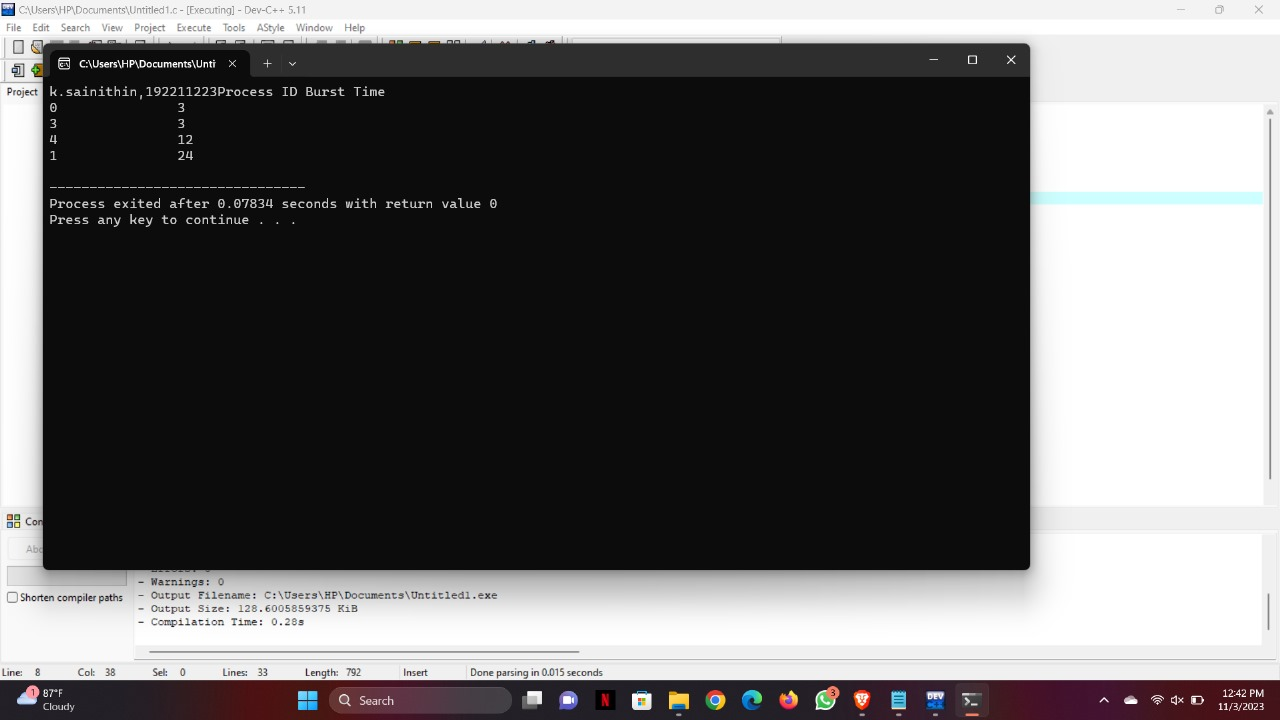 C:\Users\HP\Documents\Untitled1.c - [Executing] - Dev-C++ 5.11
File Edit Search View Project Execute Tools AStyle Window Help
C:\Users\HP\Documents\Unti
Project
k.sainithin,192211223Process ID Burst Time
0 3
3 3
4 12
1 24
--------------------------------
Process exited after 0.07834 seconds with return value 0
Press any key to continue . . .
- Warnings: 0
- Output Filename: C:\Users\HP\Documents\Untitled1.exe
- Output Size: 128.6005859375 KiB
- Compilation Time: 0.28s
Shorten compiler paths
Line: 8 Col: 38 Sel: 0 Lines: 33 Length: 792 Insert Done parsing in 0.015 seconds
1
87°F
Cloudy
Search
N
3
DEV
12:42 PM
11/3/2023